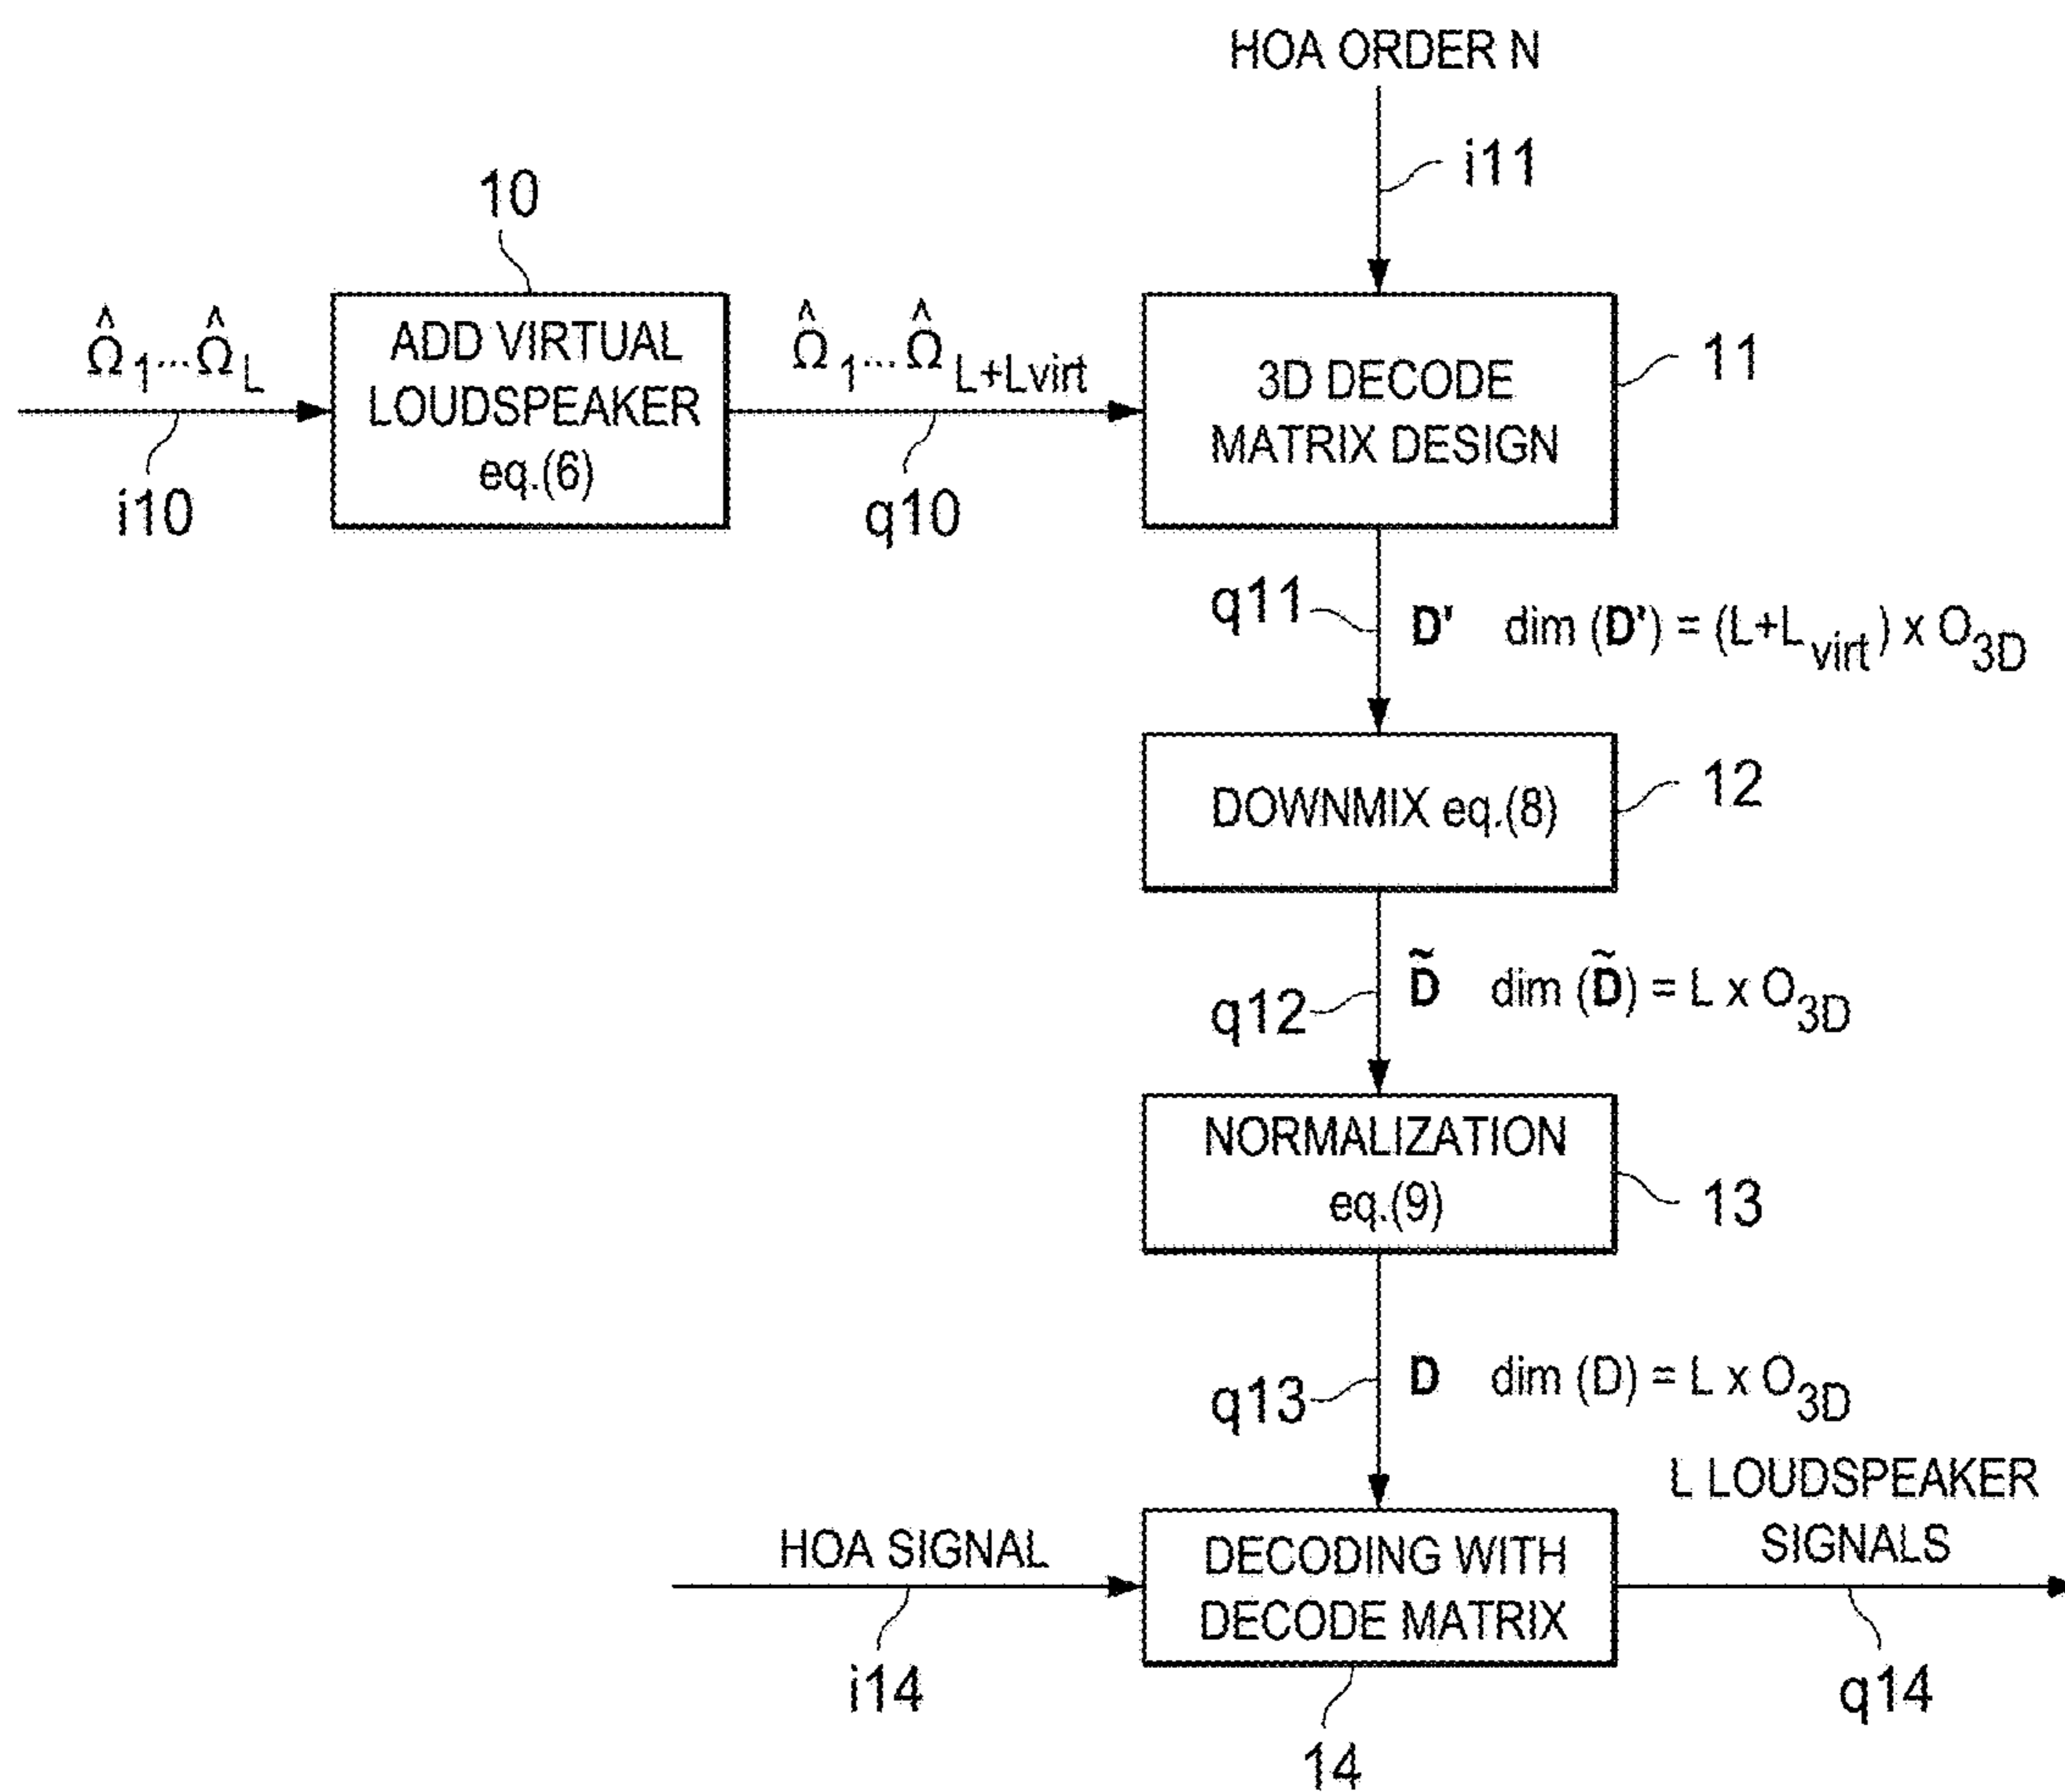 HOA ORDER N
i11
10
Ω̂1...Ω̂L
ADD VIRTUAL
LOUDSPEAKER
eq.(6)
Ω̂1...Ω̂L+Lvirt
3D DECODE
MATRIX DESIGN
11
i10
q10
q11
D' dim (D') = (L+Lvirt) x O3D
DOWNMIX eq.(8)
12
q12
D̃ dim (D̃) = L x O3D
NORMALIZATION
eq.(9)
13
q13
D dim (D) = L x O3D
HOA SIGNAL
DECODING WITH
DECODE MATRIX
L LOUDSPEAKER
SIGNALS
i14
14
q14